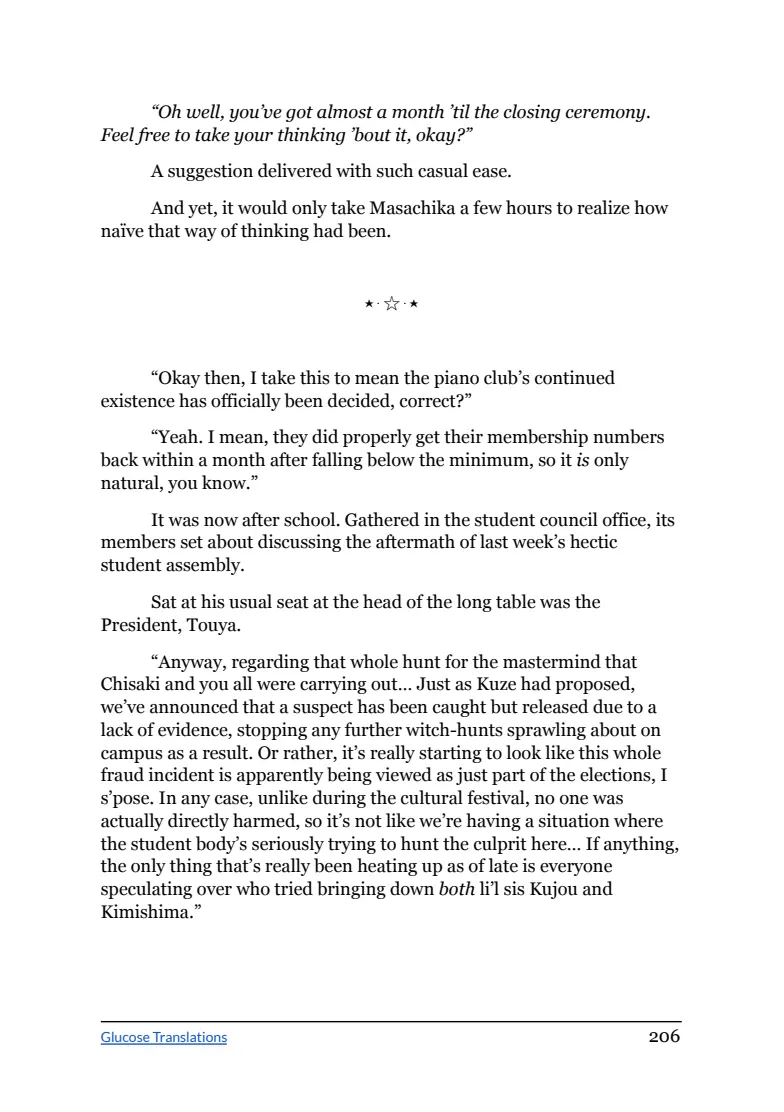 “Oh well, you’ve got almost a month ’til the closing ceremony.
Feel free to take your thinking ’bout it, okay?”
A suggestion delivered with such casual ease.
And yet, it would only take Masachika a few hours to realize how
naïve that way of thinking had been.
⋆·☆·⋆
“Okay then, I take this to mean the piano club’s continued
existence has officially been decided, correct?”
“Yeah. I mean, they did properly get their membership numbers
back within a month after falling below the minimum, so it is only
natural, you know.”
It was now after school. Gathered in the student council office, its
members set about discussing the aftermath of last week’s hectic
student assembly.
Sat at his usual seat at the head of the long table was the
President, Touya.
“Anyway, regarding that whole hunt for the mastermind that
Chisaki and you all were carrying out... Just as Kuze had proposed,
we’ve announced that a suspect has been caught but released due to a
lack of evidence, stopping any further witch-hunts sprawling about on
campus as a result. Or rather, it’s really starting to look like this whole
fraud incident is apparently being viewed as just part of the elections, I
s’pose. In any case, unlike during the cultural festival, no one was
actually directly harmed, so it’s not like we’re having a situation where
the student body’s seriously trying to hunt the culprit here... If anything,
the only thing that’s really been heating up as of late is everyone
speculating over who tried bringing down both li’l sis Kujou and
Kimishima.”
Glucose Translations 206